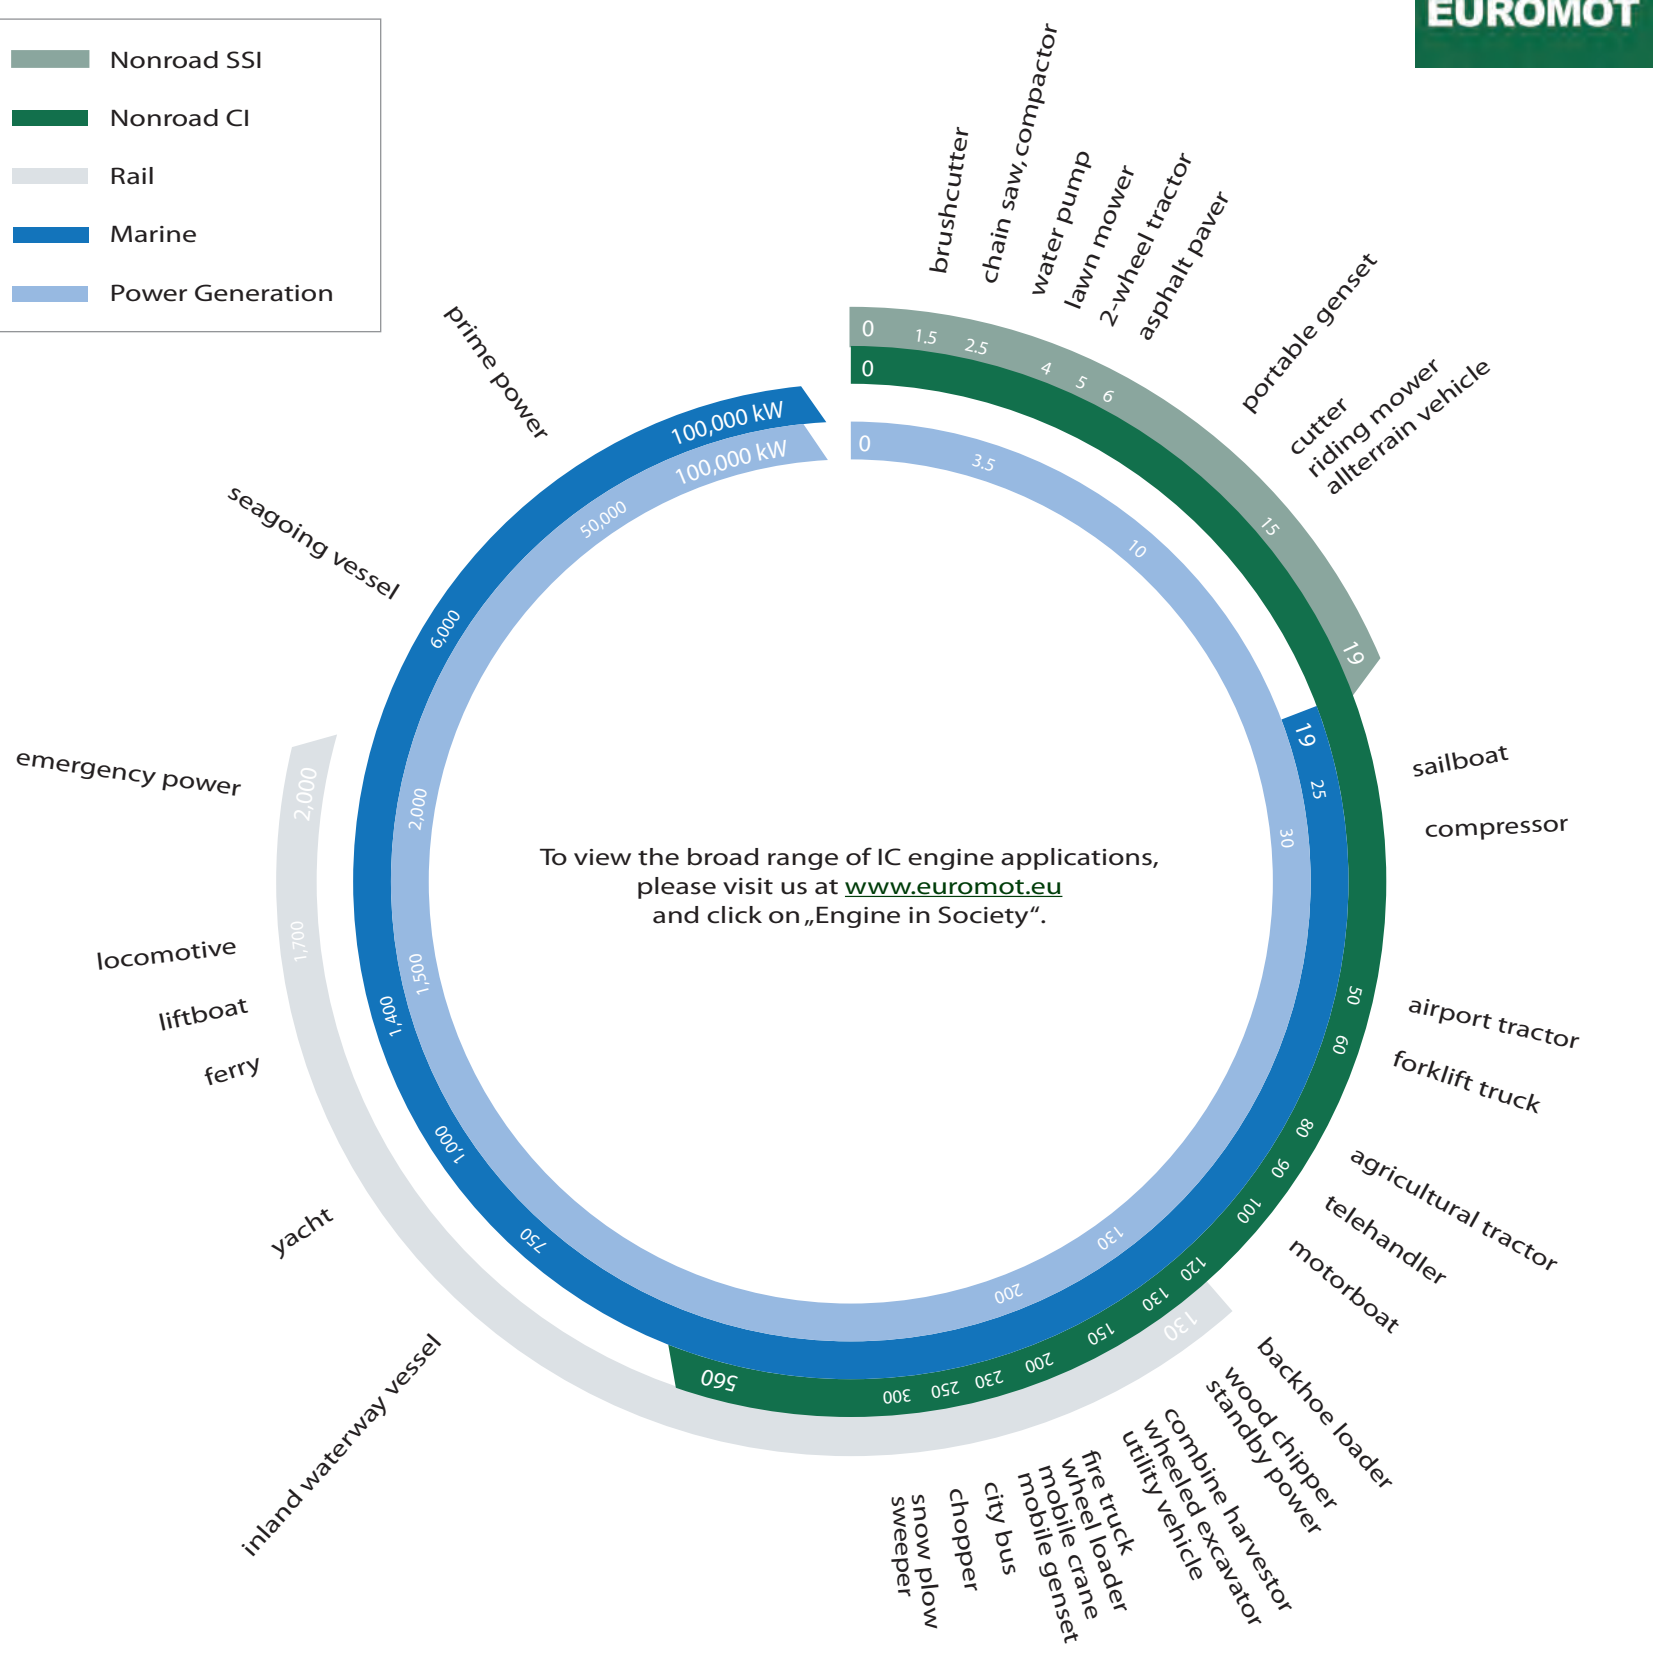 EUROMOT
Nonroad SSI
Nonroad CI
Rail
Marine
Power Generation
brushcutter
chain saw, compactor
water pump
lawn mower
2-wheel tractor
asphalt paver
portable genset
cutter
riding mower
allterrain vehicle
sailboat
compressor
airport tractor
forklift truck
agricultural tractor
telehandler
motorboat
backhoe loader
wood chipper
standby power
combine harvestor
wheeled excavator
utility vehicle
fire truck
wheel loader
mobile crane
mobile genset
city bus
chopper
snow plow
sweeper
inland waterway vessel
yacht
ferry
liftboat
locomotive
emergency power
seagoing vessel
prime power
0
1.5
2.5
4
5
6
15
19
0
50
60
80
90
100
120
130
150
200
230
250
300
560
130
1,700
2,000
19
25
750
1,000
1,400
6,000
100,000 kW
0
3.5
10
30
130
200
1,500
2,000
50,000
100,000 kW
To view the broad range of IC engine applications,
please visit us at www.euromot.eu
and click on „Engine in Society“.